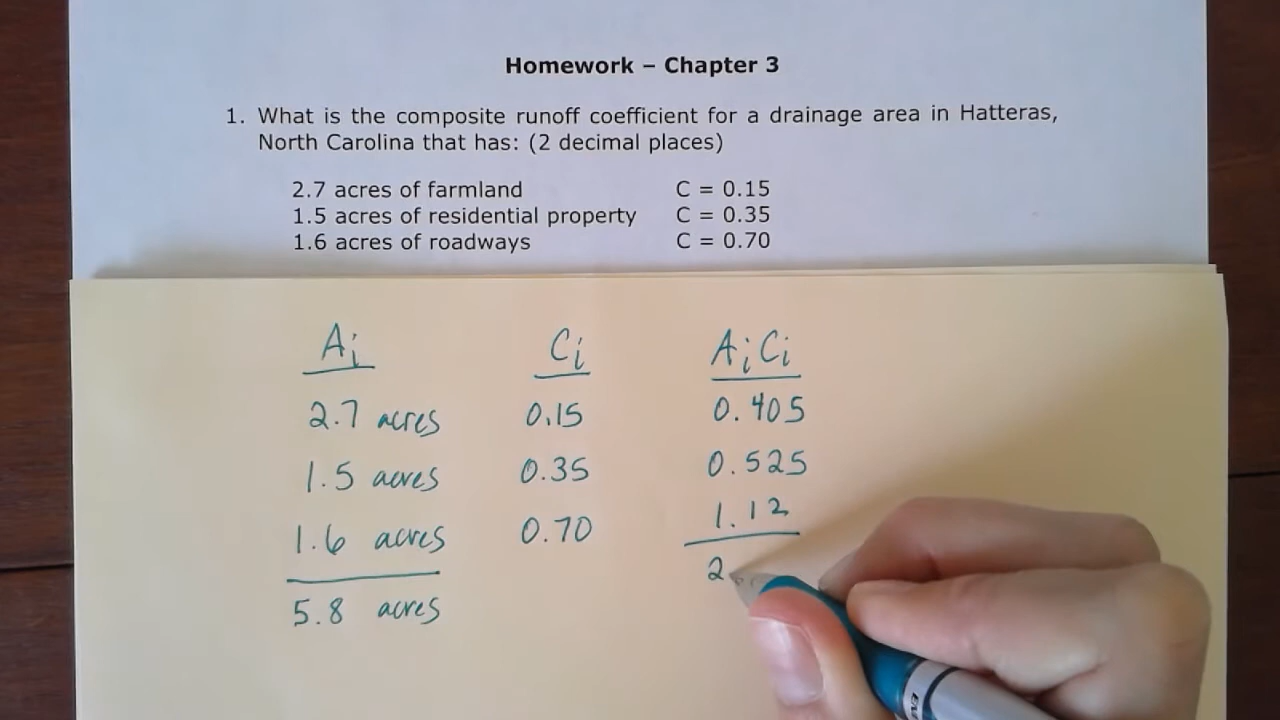 Homework – Chapter 3
1. What is the composite runoff coefficient for a drainage area in Hatteras,
North Carolina that has: (2 decimal places)
2.7 acres of farmland C = 0.15
1.5 acres of residential property C = 0.35
1.6 acres of roadways C = 0.70
Ai Ci AiCi
2.7 acres 0.15 0.405
1.5 acres 0.35 0.525
1.6 acres 0.70 1.12
5.8 acres 2